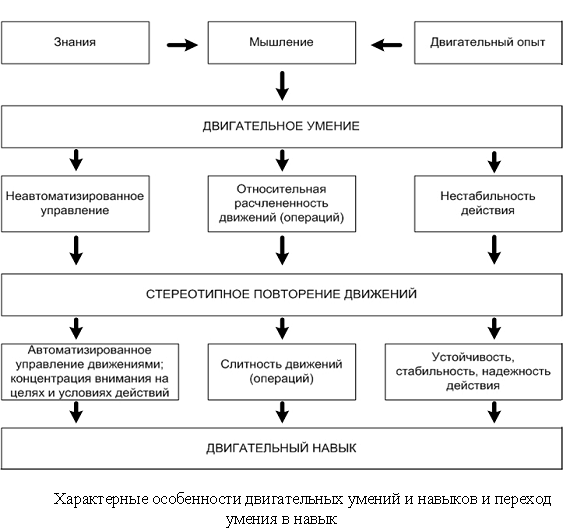 Знания
Мышление
Двигательный опыт
ДВИГАТЕЛЬНОЕ УМЕНИЕ
Неавтоматизированное
управление
Относительная
расчлененность
движений (операций)
Нестабильность
действия
СТЕРЕОТИПНОЕ ПОВТОРЕНИЕ ДВИЖЕНИЙ
Автоматизированное
управление движениями;
концентрация внимания на
целях и условиях действий
Слитность движений
(операций)
Устойчивость,
стабильность, надежность
действия
ДВИГАТЕЛЬНЫЙ НАВЫК
Характерные особенности двигательных умений и навыков и переход
умения в навык